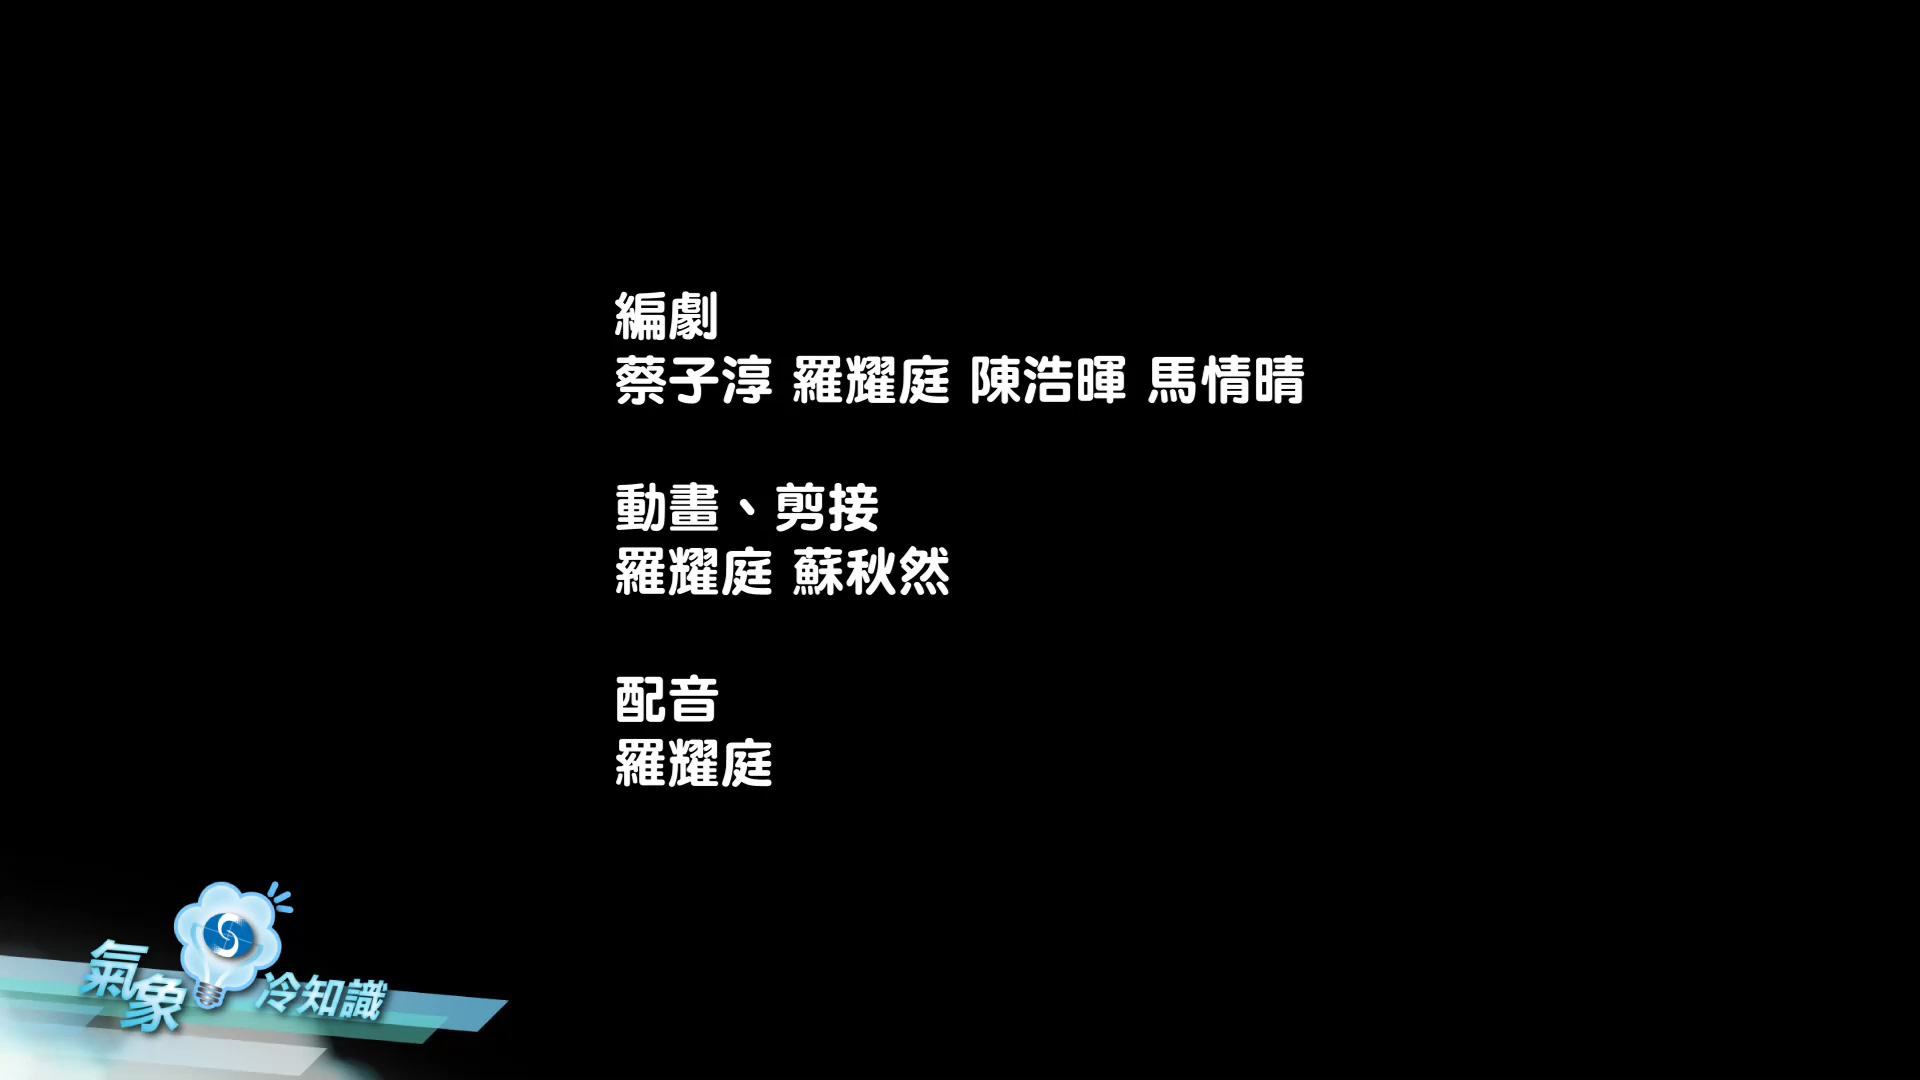 編劇
蔡子淳 羅耀庭 陳浩暉 馬情晴
動畫、剪接
羅耀庭 蘇秋然
配音
羅耀庭
氣象 冷知識